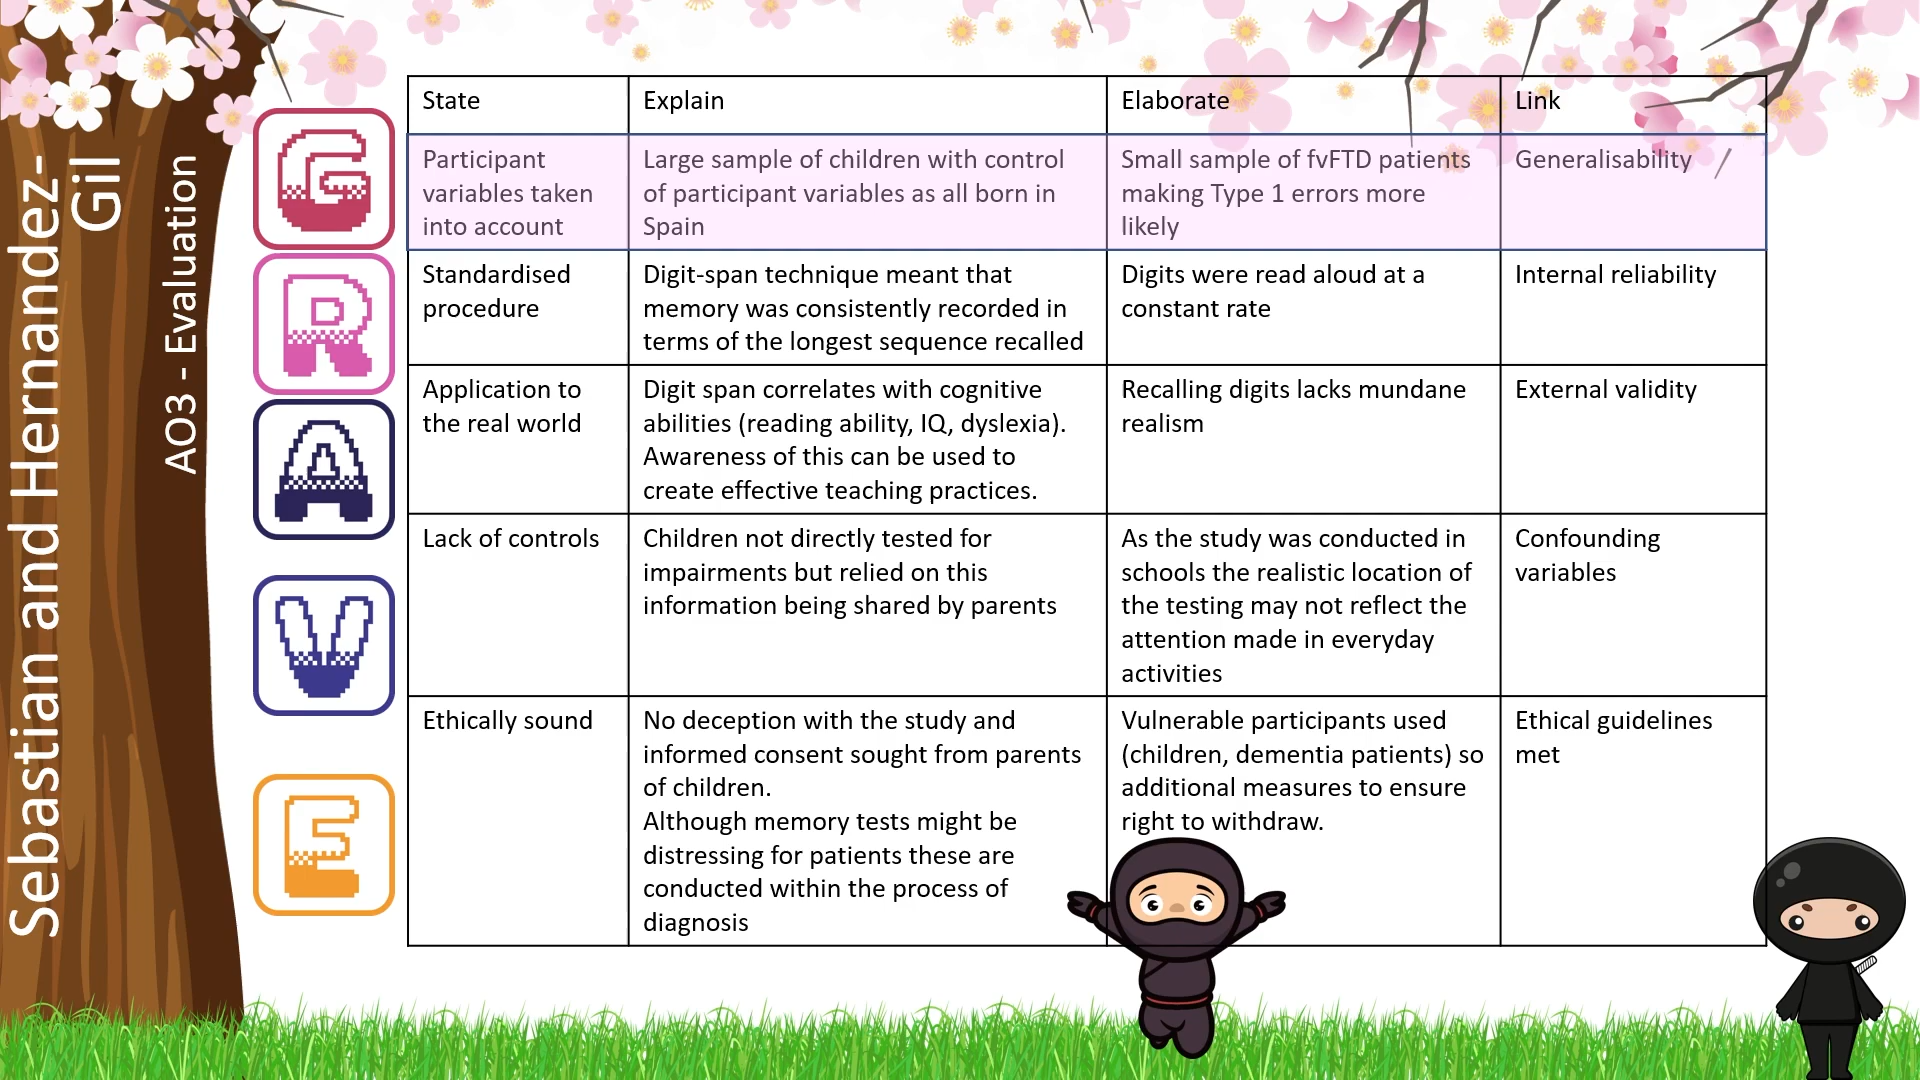 Sebastian and Hernandez-
Gil
AO3 - Evaluation
G
R
A
V
E
State
Explain
Elaborate
Link
Participant
variables taken
into account
Large sample of children with control
of participant variables as all born in
Spain
Small sample of fvFTD patients
making Type 1 errors more
likely
Generalisability
Standardised
procedure
Digit-span technique meant that
memory was consistently recorded in
terms of the longest sequence recalled
Digits were read aloud at a
constant rate
Internal reliability
Application to
the real world
Digit span correlates with cognitive
abilities (reading ability, IQ, dyslexia).
Awareness of this can be used to
create effective teaching practices.
Recalling digits lacks mundane
realism
External validity
Lack of controls
Children not directly tested for
impairments but relied on this
information being shared by parents
As the study was conducted in
schools the realistic location of
the testing may not reflect the
attention made in everyday
activities
Confounding
variables
Ethically sound
No deception with the study and
informed consent sought from parents
of children.
Although memory tests might be
distressing for patients these are
conducted within the process of
diagnosis
Vulnerable participants used
(children, dementia patients) so
additional measures to ensure
right to withdraw.
Ethical guidelines
met